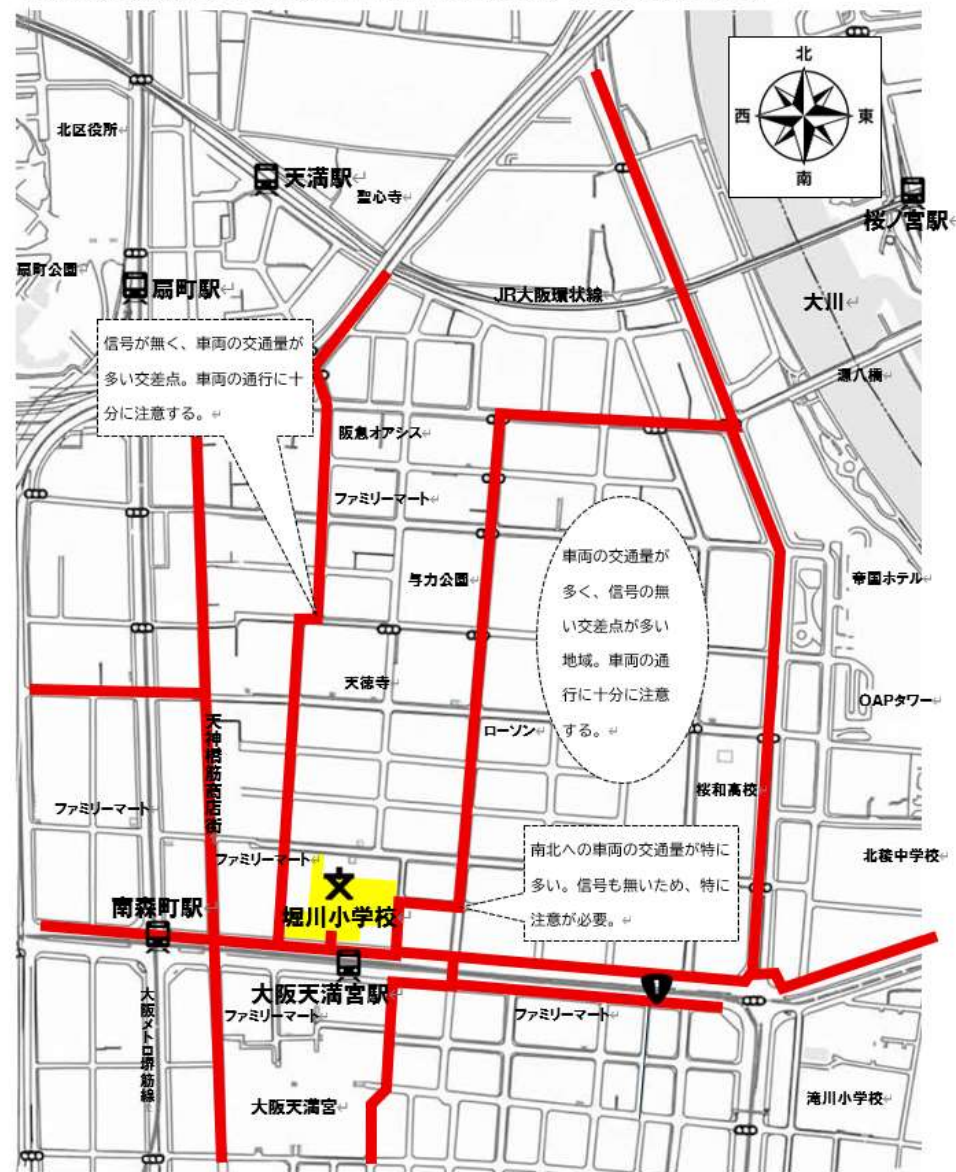 北
西
東
南
北区役所
天満駅
聖心寺
桜ノ宮駅
扇町公園
扇町駅
JR大阪環状線
大川
信号が無く、車両の交通量が
多い交差点。車両の通行に十
分に注意する。
源八橋
阪急オアシス
ファミリーマート
与力公園
車両の交通量が
多く、信号の無
い交差点が多い
地域。車両の通
行に十分に注意
する。
帝国ホテル
天徳寺
OAPタワー
天神橋筋商店街
ローソン
桜和高校
ファミリーマート
ファミリーマート
南北への車両の交通量が特に
多い。信号も無いため、特に
注意が必要。
北稜中学校
文
堀川小学校
南森町駅
大阪天満宮駅
1
大阪メトロ堺筋線
ファミリーマート
ファミリーマート
大阪天満宮
滝川小学校